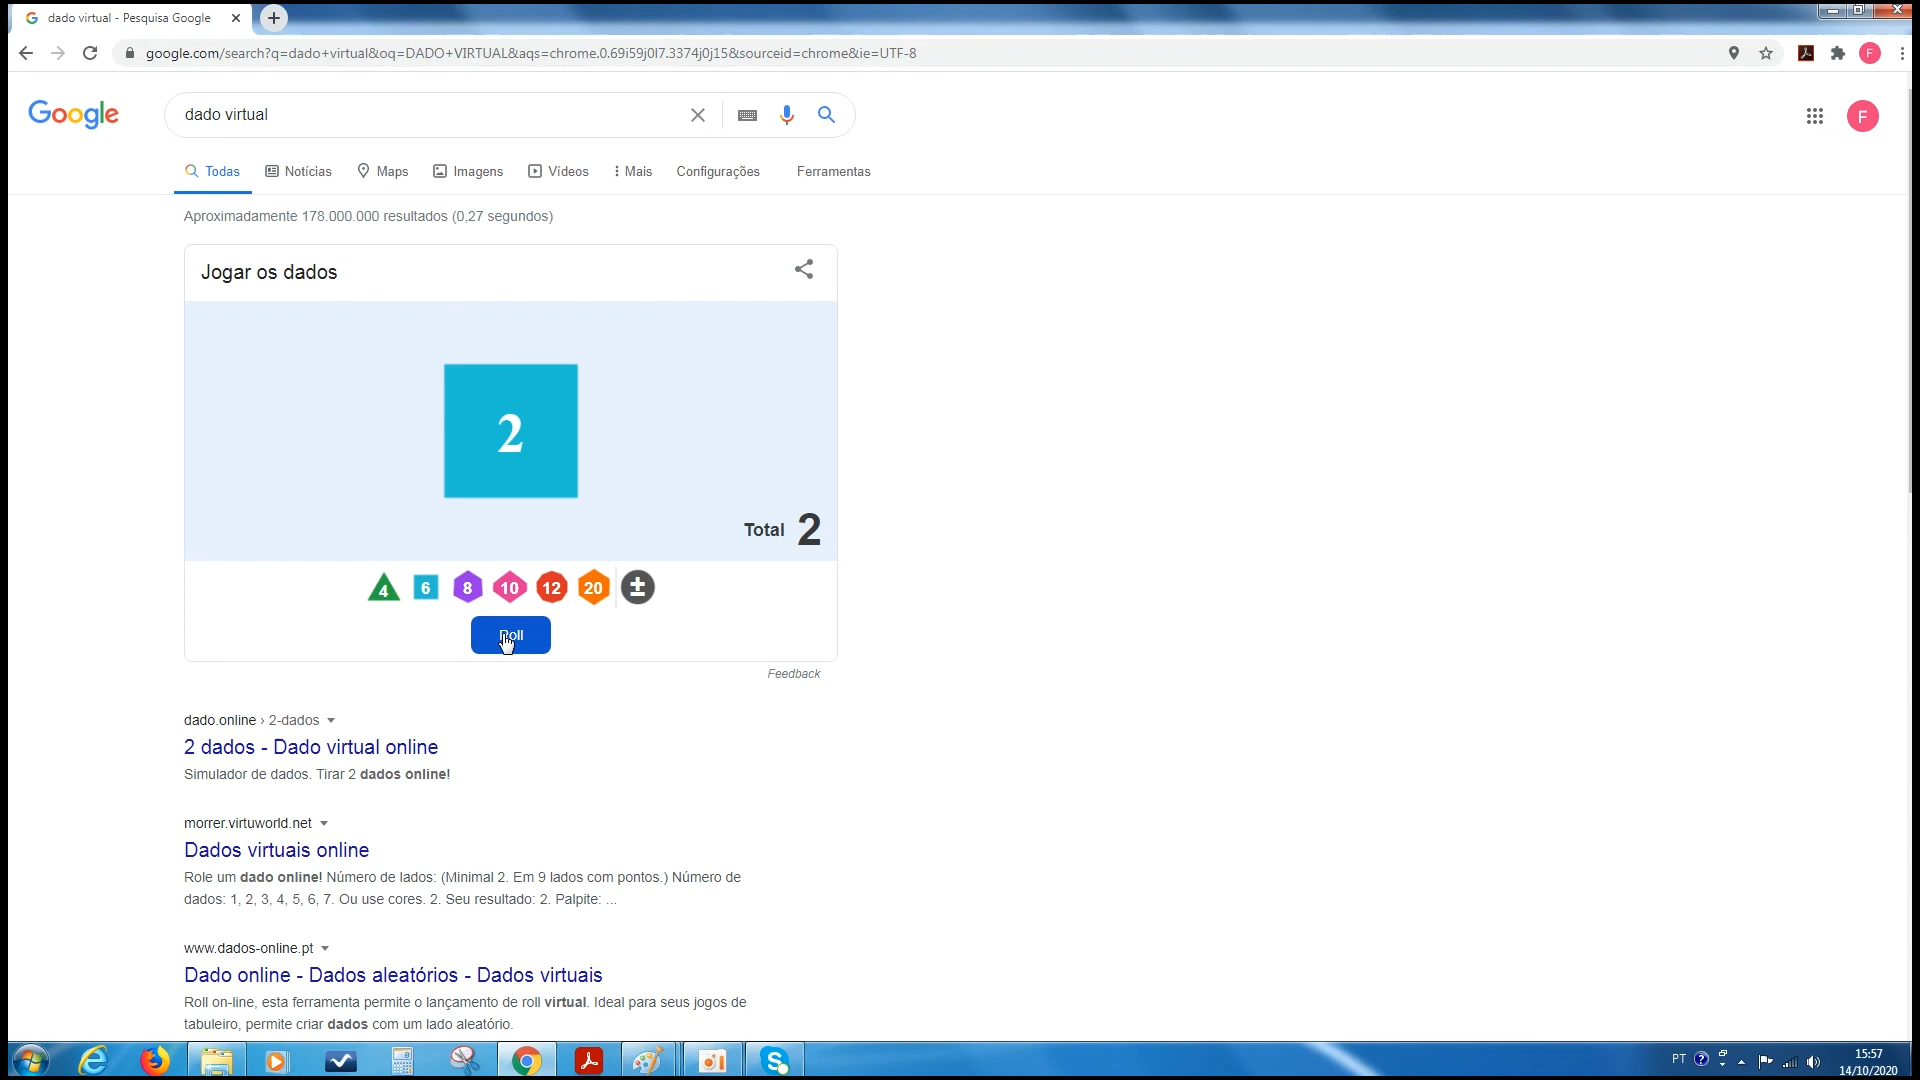 dado virtual - Pesquisa Google
google.com/search?q=dado+virtual&oq=DADO+VIRTUAL&aqs=chrome.0.69i59j0l7.3374j0j15&sourceid=chrome&ie=UTF-8
F
Google
dado virtual
F
Todas Notícias Maps Imagens Vídeos Mais Configurações Ferramentas
Aproximadamente 178.000.000 resultados (0,27 segundos)
Jogar os dados
2
Total 2
4 6 8 10 12 20 ±
Roll
Feedback
dado.online › 2-dados
2 dados - Dado virtual online
Simulador de dados. Tirar 2 dados online!
morrer.virtuworld.net
Dados virtuais online
Role um dado online! Número de lados: (Minimal 2. Em 9 lados com pontos.) Número de
dados: 1, 2, 3, 4, 5, 6, 7. Ou use cores. 2. Seu resultado: 2. Palpite: ...
www.dados-online.pt
Dado online - Dados aleatórios - Dados virtuais
Roll on-line, esta ferramenta permite o lançamento de roll virtual. Ideal para seus jogos de
tabuleiro, permite criar dados com um lado aleatório.
PT
15:57
14/10/2020